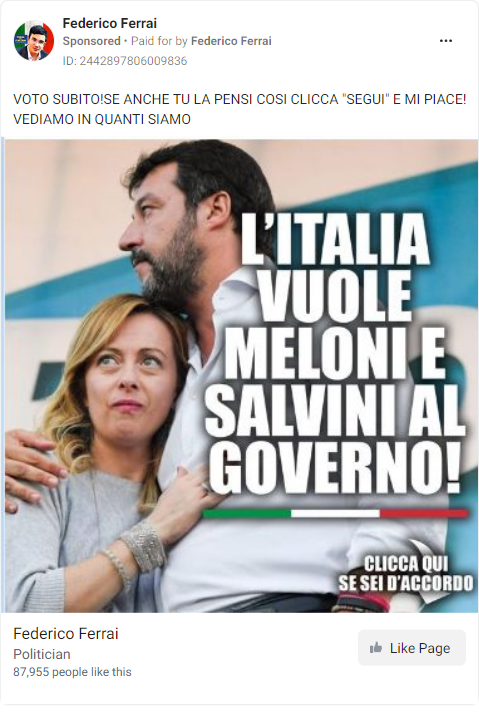 Federico Ferrai
Sponsored • Paid for by Federico Ferrai
ID: 2442897806009836
VOTO SUBITO!SE ANCHE TU LA PENSI COSI CLICCA "SEGUI" E MI PIACE!
VEDIAMO IN QUANTI SIAMO
L'ITALIA
VUOLE
MELONI E
SALVINI AL
GOVERNO!
CLICCA QUI
SE SEI D'ACCORDO
Federico Ferrai
Politician
87,955 people like this
Like Page